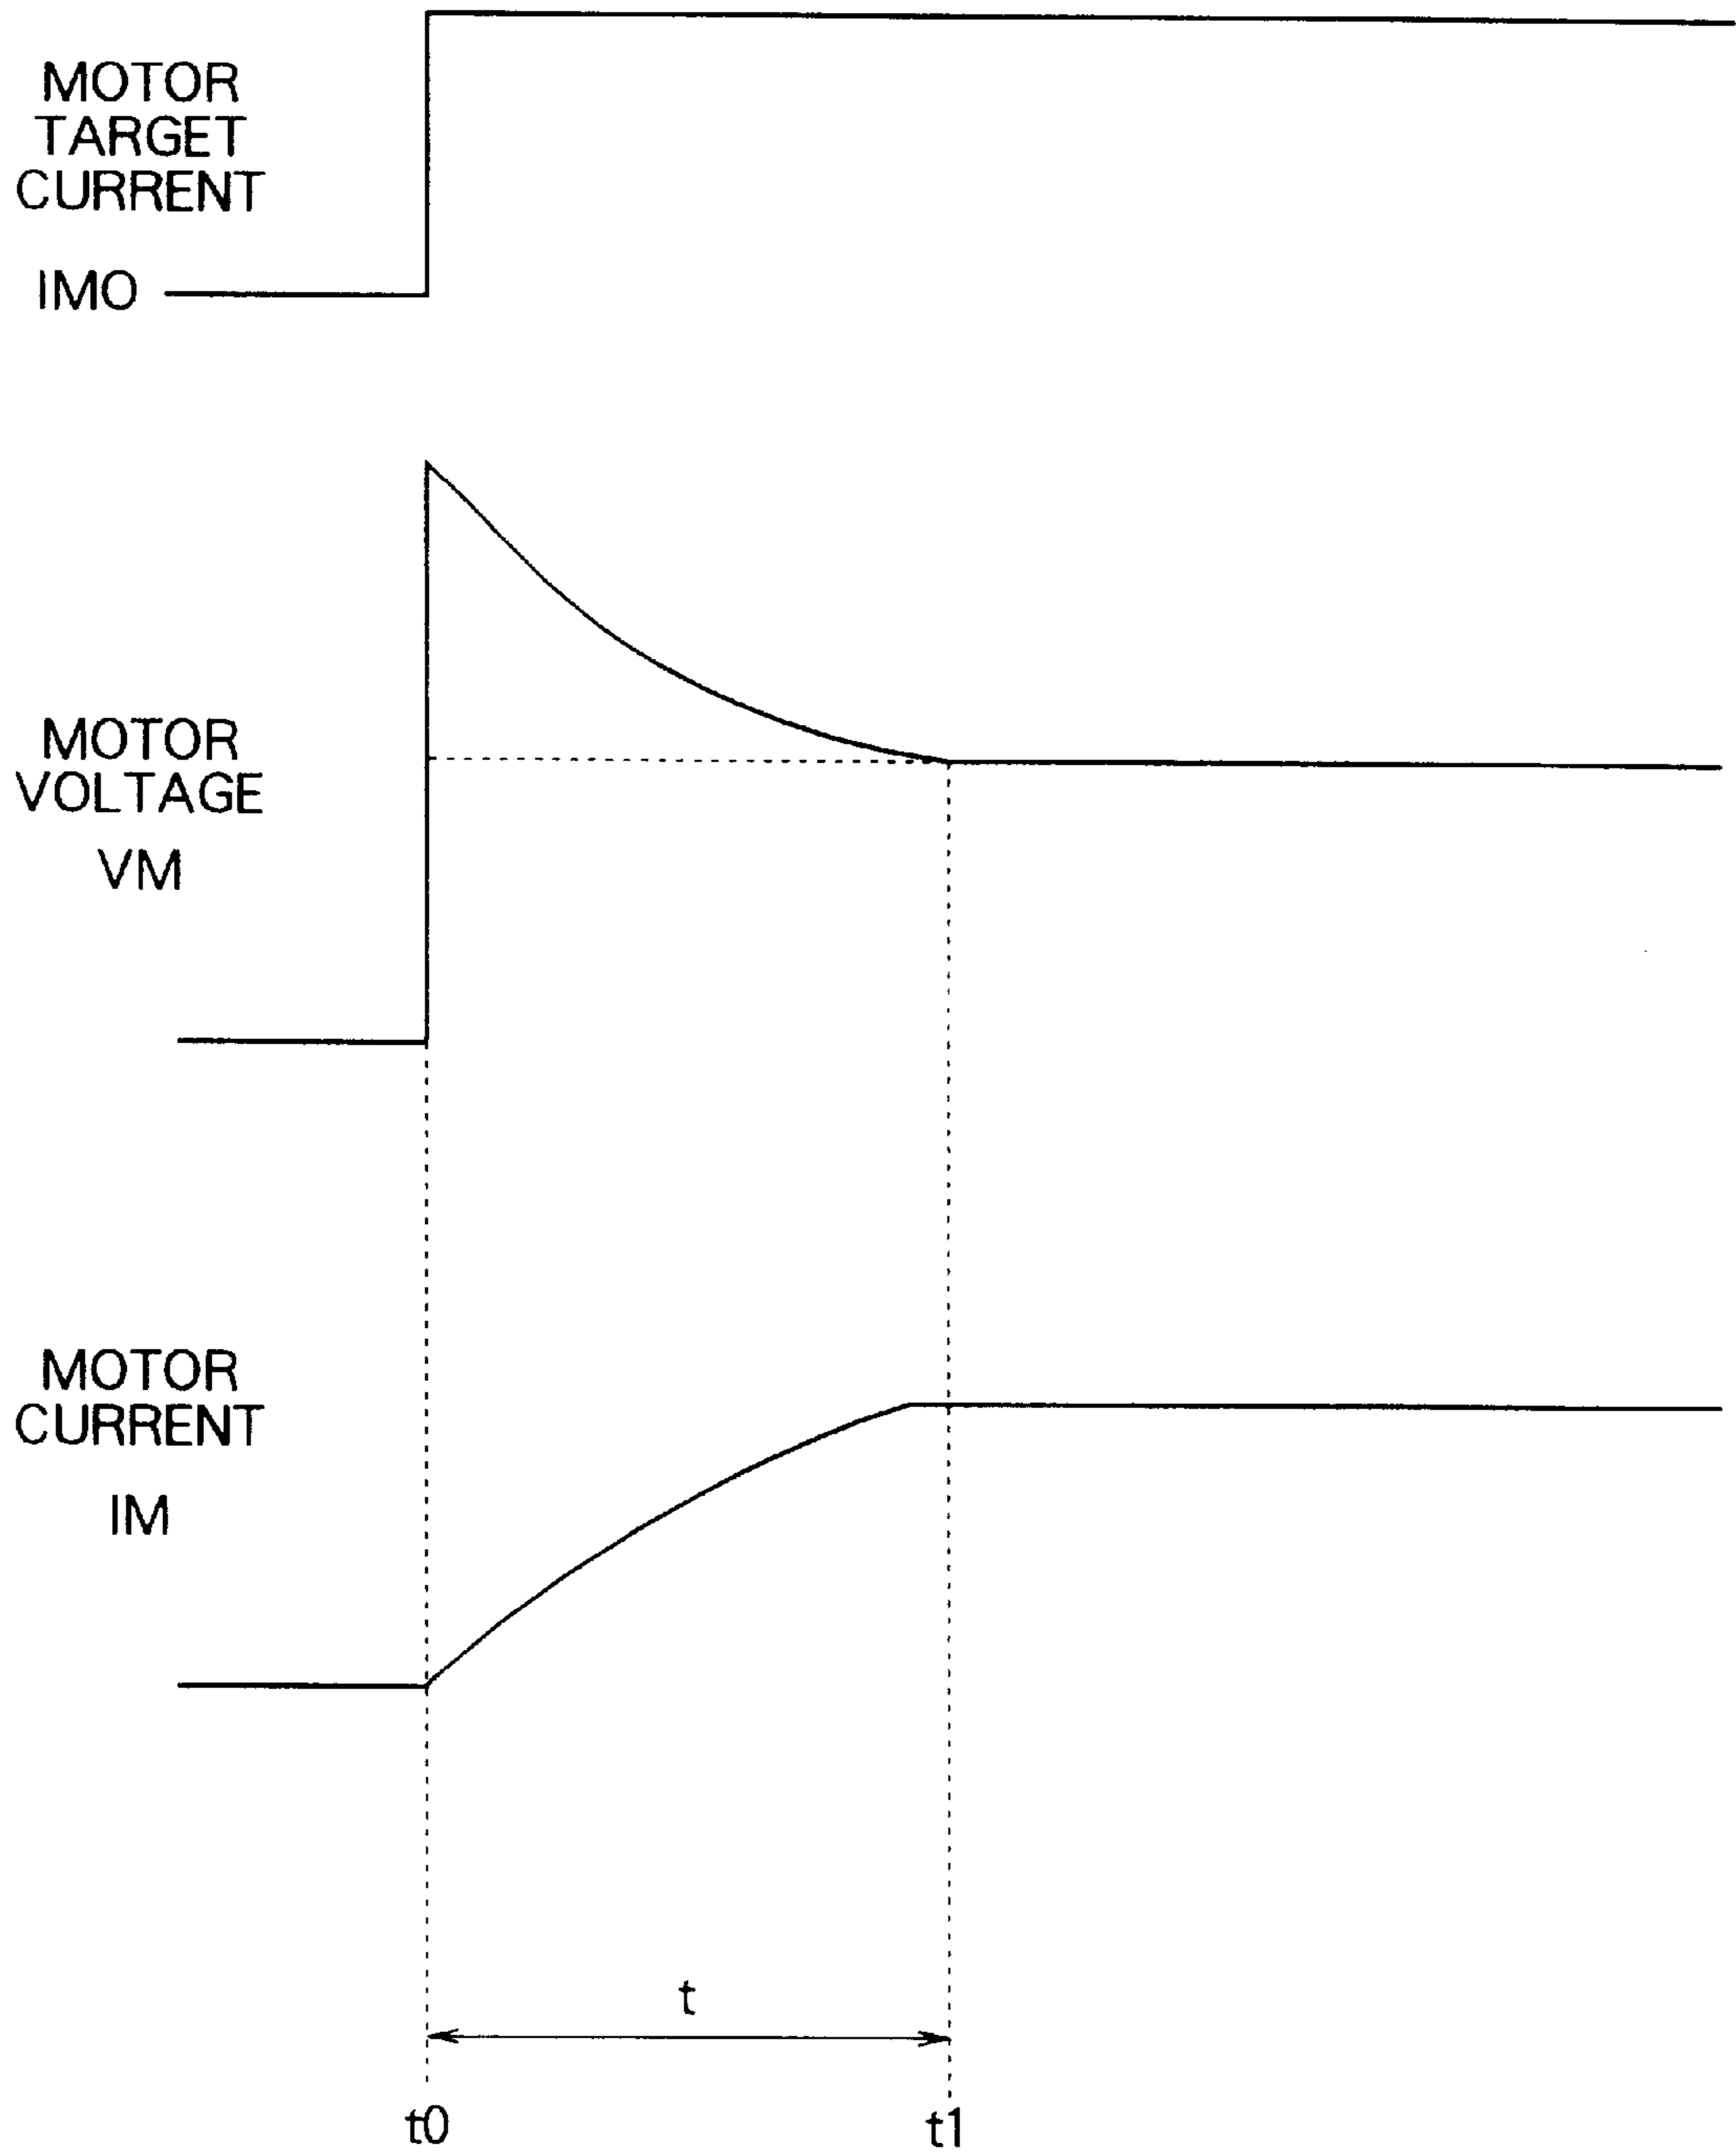 MOTOR
TARGET
CURRENT
IMO
MOTOR
VOLTAGE
VM
MOTOR
CURRENT
IM
t
t0
t1